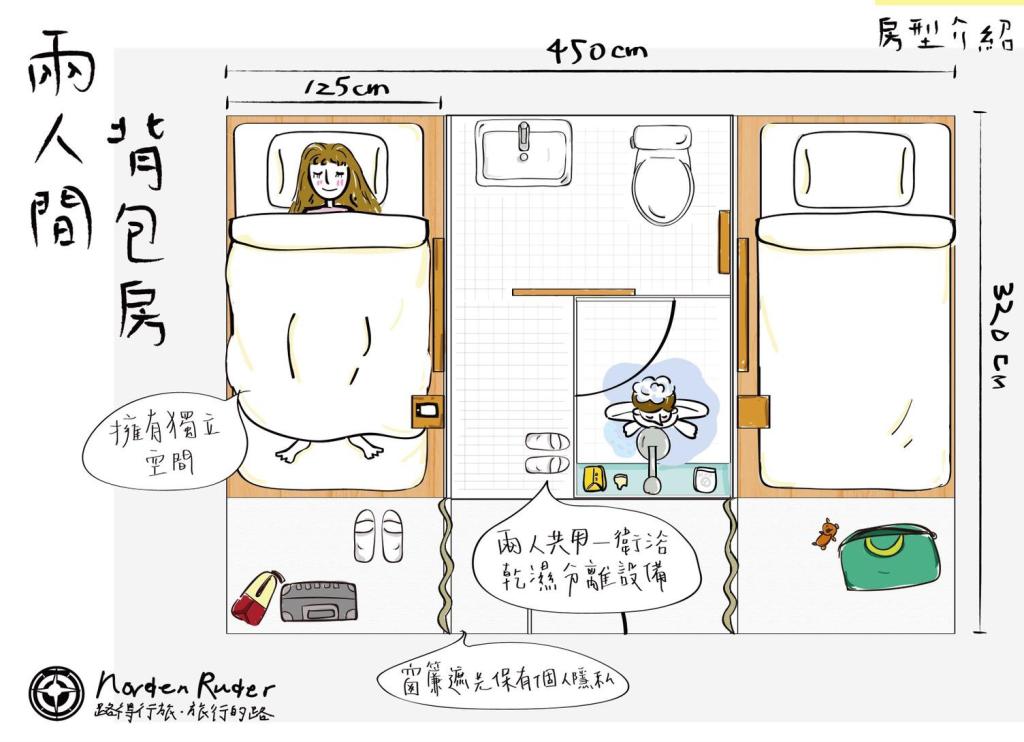 房型介紹
兩人間
背包房
450cm
125cm
320cm
擁有獨立
空間
兩人共用一衛浴
乾濕分離設備
窗簾遮光保有個人隱私
Norden Ruder
路得行旅·旅行的路